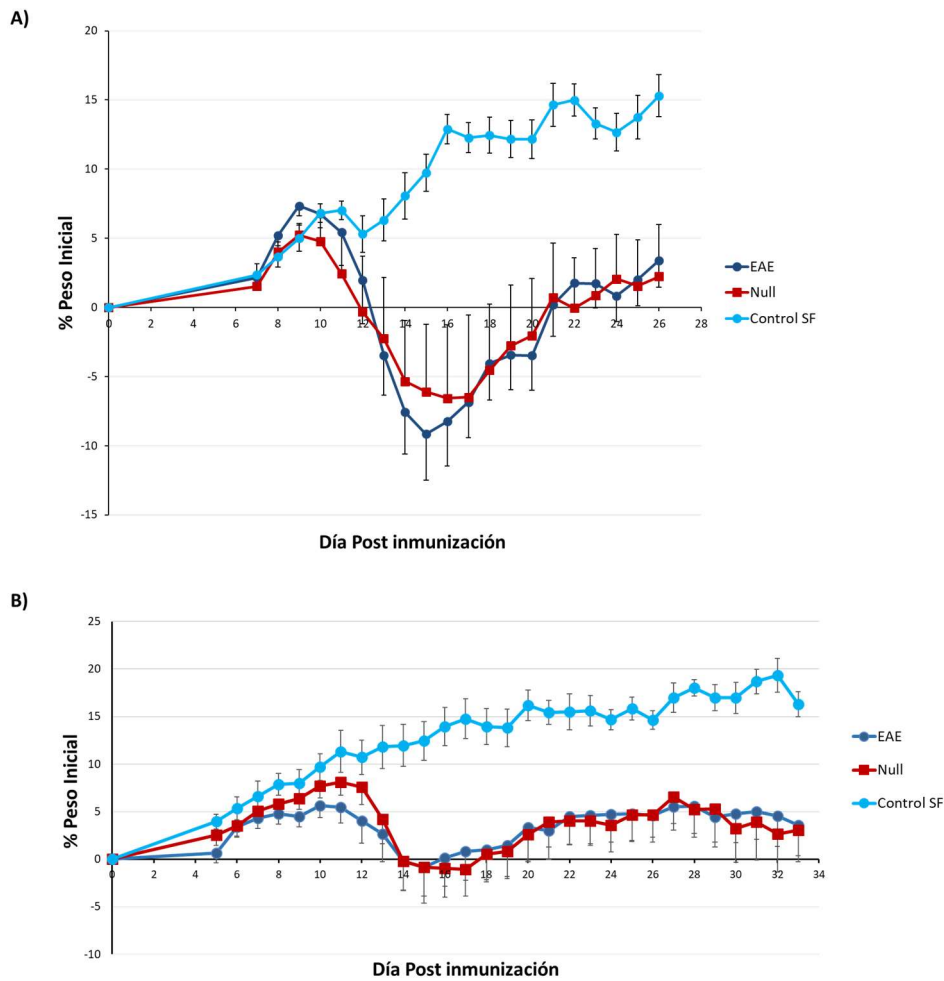 A)
20
15
10
5
0
-5
-10
-15
% Peso Inicial
0 2 4 6 8 10 12 14 16 18 20 22 24 26 28
EAE
Null
Control SF
Día Post inmunización
B)
25
20
15
10
5
0
-5
-10
% Peso Inicial
0 2 4 6 8 10 12 14 16 18 20 22 24 26 28 30 32 34
EAE
Null
Control SF
Día Post inmunización